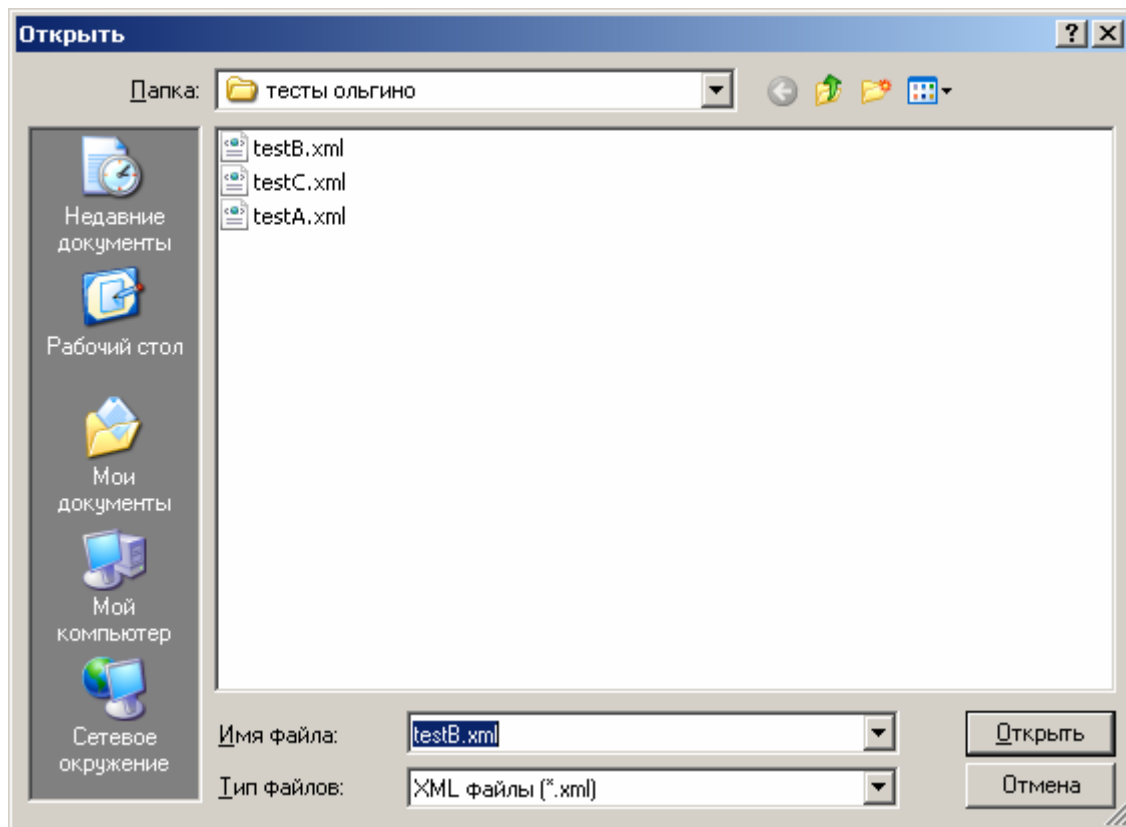 Открыть
Папка: тесты ольгино
Недавние
документы
Рабочий стол
Мои
документы
Мой
компьютер
Сетевое
окружение
testB.xml
testC.xml
testA.xml
Имя файла: testB.xml Открыть
Тип файлов: XML файлы (*.xml) Отмена